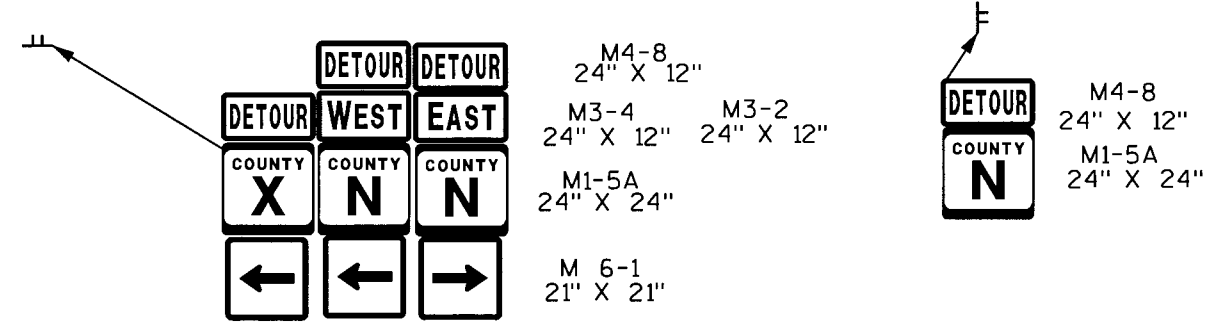 DETOUR DETOUR
M4-8
24" X 12"
DETOUR WEST EAST
M3-4 M3-2
24" X 12" 24" X 12"
COUNTY COUNTY COUNTY
X N N
M1-5A
24" X 24"
M 6-1
21" X 21"
DETOUR
M4-8
24" X 12"
COUNTY
N
M1-5A
24" X 24"